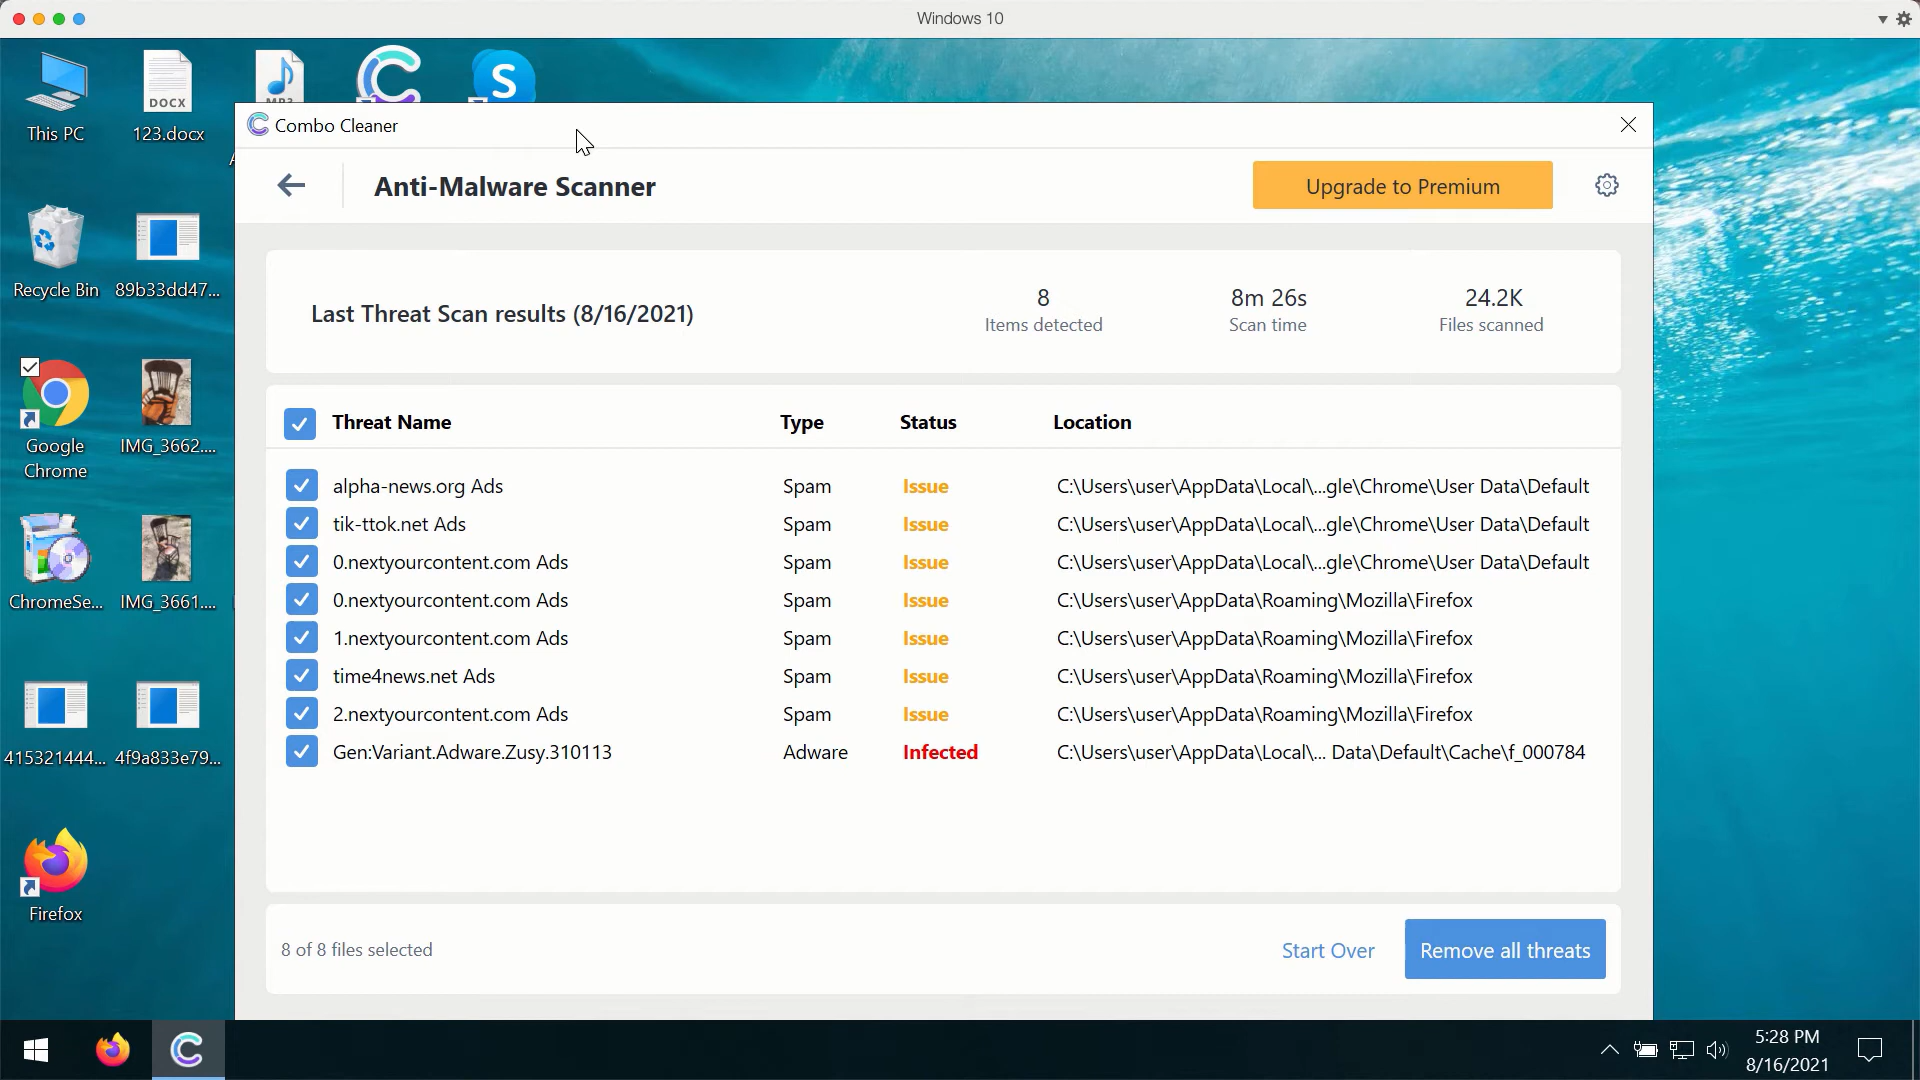 Windows 10
This PC
123.docx
DOCX
MP3
S
Recycle Bin
89b33dd47...
Google
Chrome
IMG_3662....
ChromeSe...
IMG_3661....
415321444...
4f9a833e79...
Firefox
Combo Cleaner
Anti-Malware Scanner
Upgrade to Premium
Last Threat Scan results (8/16/2021)
8
Items detected
8m 26s
Scan time
24.2K
Files scanned
Threat Name Type Status Location
alpha-news.org Ads Spam Issue C:\Users\user\AppData\Local\...gle\Chrome\User Data\Default
tik-ttok.net Ads Spam Issue C:\Users\user\AppData\Local\...gle\Chrome\User Data\Default
0.nextyourcontent.com Ads Spam Issue C:\Users\user\AppData\Local\...gle\Chrome\User Data\Default
0.nextyourcontent.com Ads Spam Issue C:\Users\user\AppData\Roaming\Mozilla\Firefox
1.nextyourcontent.com Ads Spam Issue C:\Users\user\AppData\Roaming\Mozilla\Firefox
time4news.net Ads Spam Issue C:\Users\user\AppData\Roaming\Mozilla\Firefox
2.nextyourcontent.com Ads Spam Issue C:\Users\user\AppData\Roaming\Mozilla\Firefox
Gen:Variant.Adware.Zusy.310113 Adware Infected C:\Users\user\AppData\Local\... Data\Default\Cache\f_000784
8 of 8 files selected
Start Over
Remove all threats
5:28 PM
8/16/2021